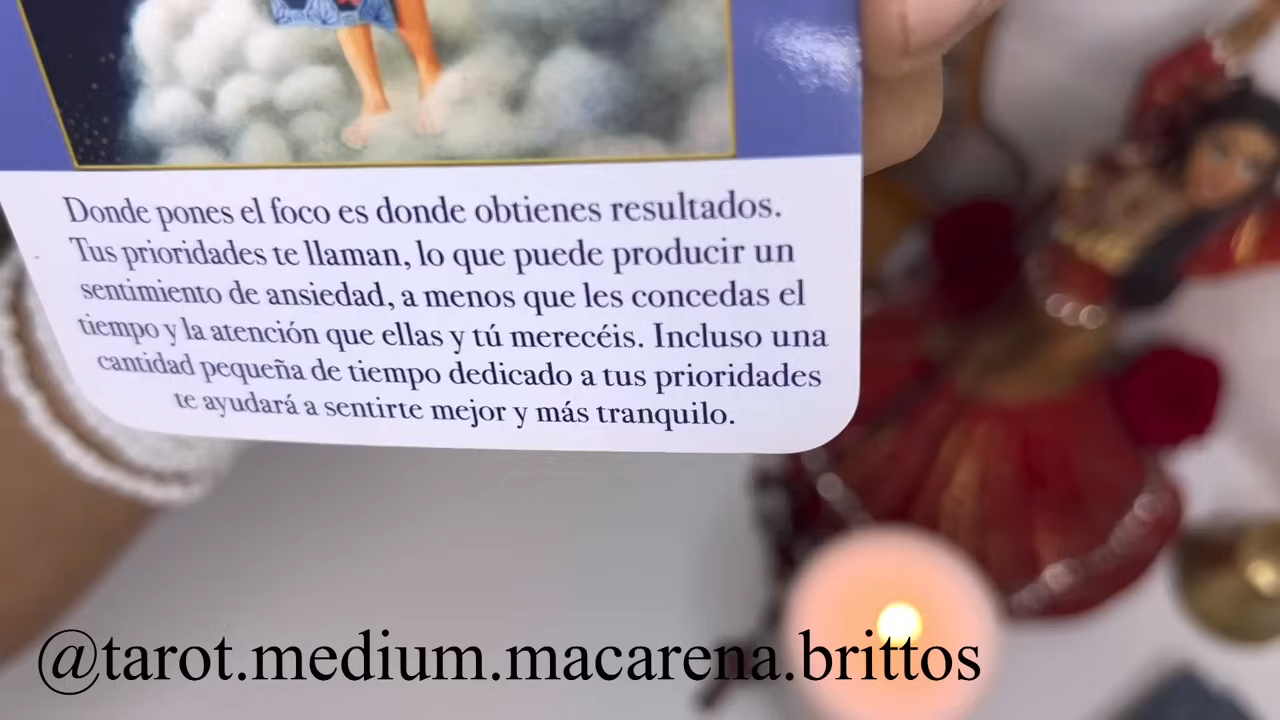 Donde pones el foco es donde obtienes resultados.
Tus prioridades te llaman, lo que puede producir un
sentimiento de ansiedad, a menos que les concedas el
tiempo y la atención que ellas y tú merecéis. Incluso una
cantidad pequeña de tiempo dedicado a tus prioridades
te ayudará a sentirte mejor y más tranquilo.
@tarot.medium.macarena.brittos